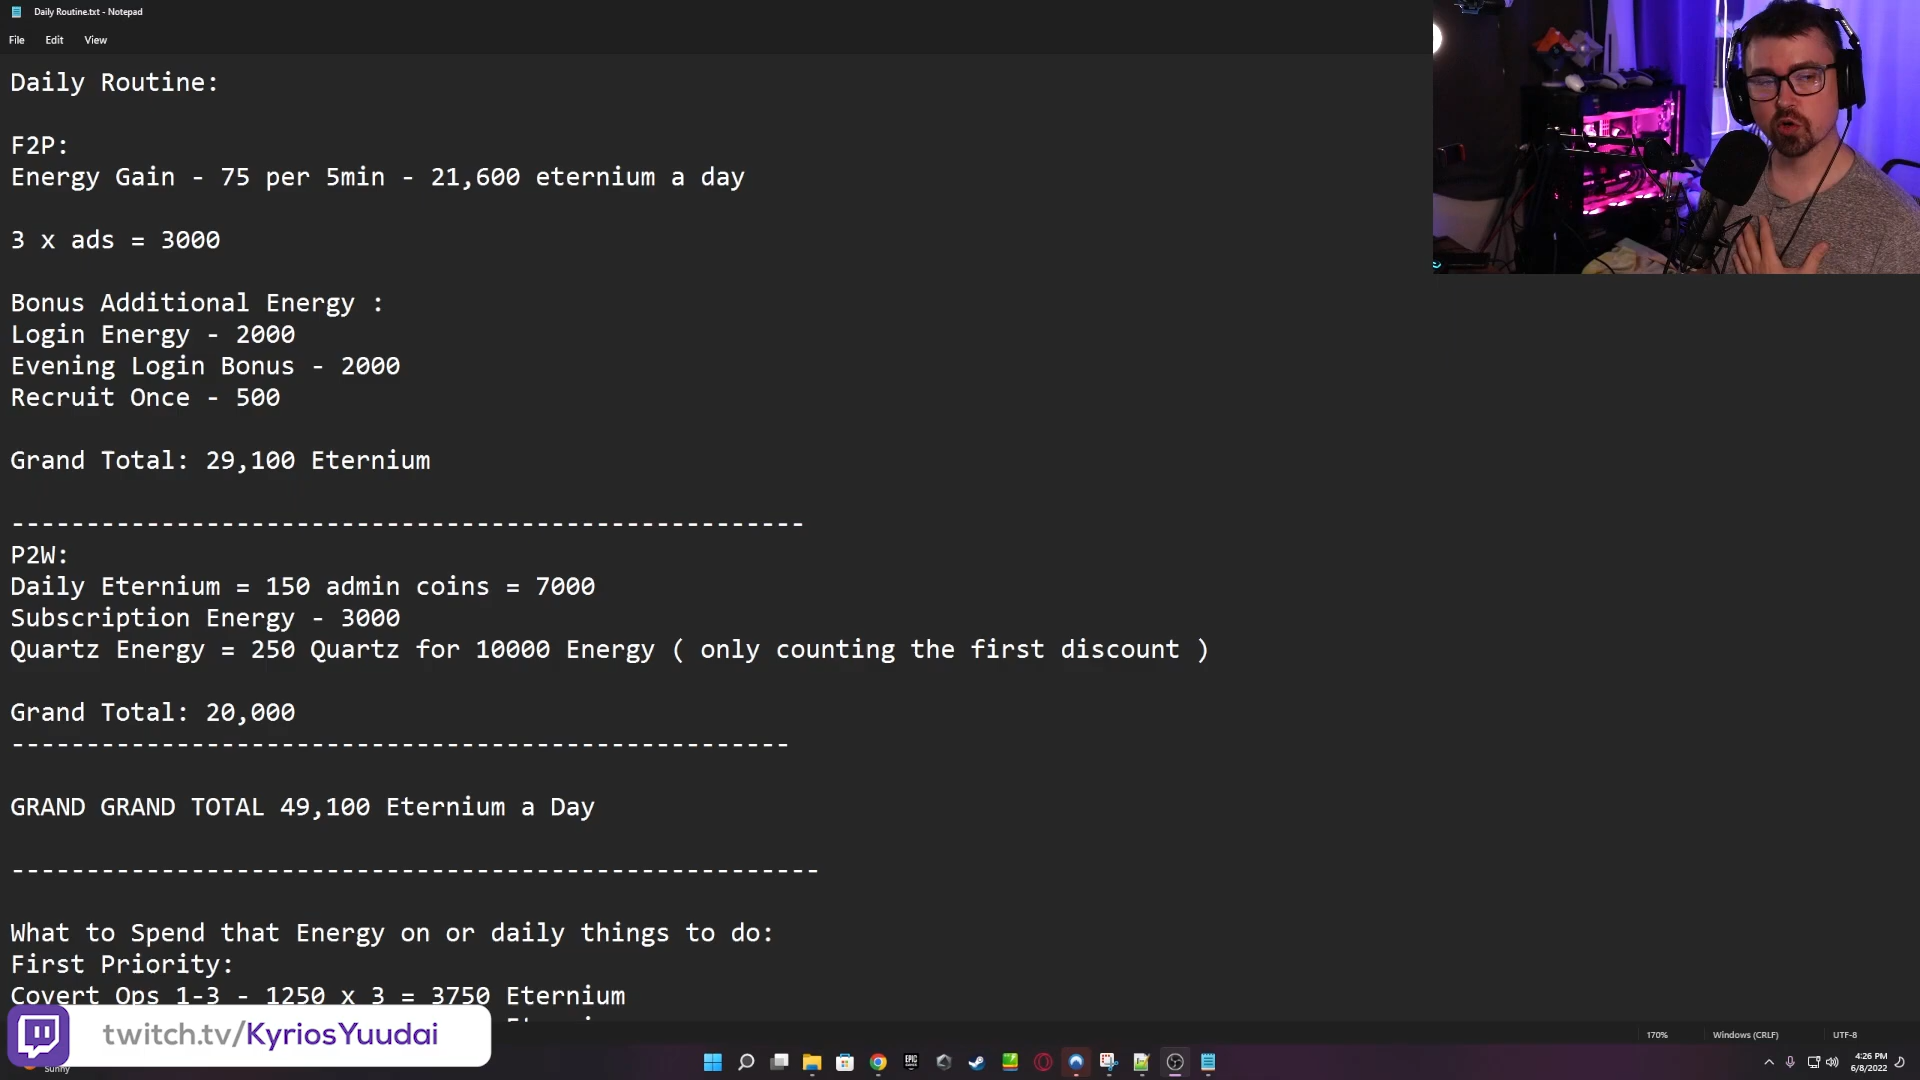 Daily Routine.txt - Notepad
File Edit View
Daily Routine:
F2P:
Energy Gain - 75 per 5min - 21,600 eternium a day
3 x ads = 3000
Bonus Additional Energy :
Login Energy - 2000
Evening Login Bonus - 2000
Recruit Once - 500
Grand Total: 29,100 Eternium
-----------------------------------------------------
P2W:
Daily Eternium = 150 admin coins = 7000
Subscription Energy - 3000
Quartz Energy = 250 Quartz for 10000 Energy ( only counting the first discount )
Grand Total: 20,000
----------------------------------------------------
GRAND GRAND TOTAL 49,100 Eternium a Day
------------------------------------------------------
What to Spend that Energy on or daily things to do:
First Priority:
Covert Ops 1-3 - 1250 x 3 = 3750 Eternium
twitch.tv/KyriosYuudai
170% Windows (CRLF) UTF-8
Sunny
EPIC
4:26 PM
6/8/2022